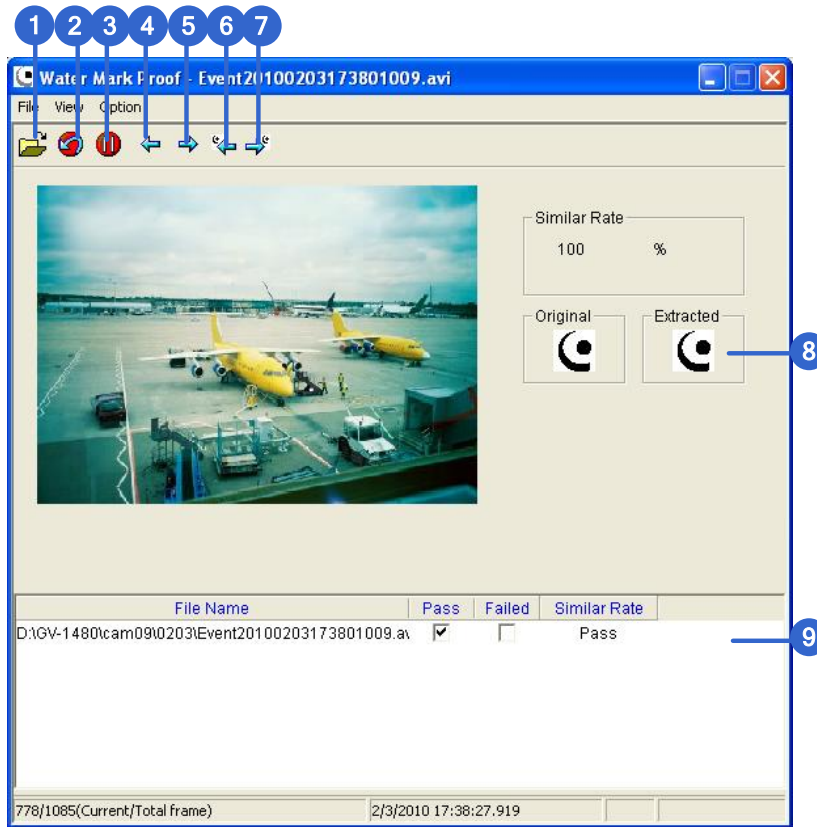 1 2 3 4 5 6 7
Water Mark Proof - Event20100203173801009.avi
File View Option
Similar Rate
100 %
Original Extracted
8
File Name Pass Failed Similar Rate
D:\GV-1480\cam09\0203\Event20100203173801009.av Pass
9
778/1085(Current/Total frame) 2/3/2010 17:38:27.919